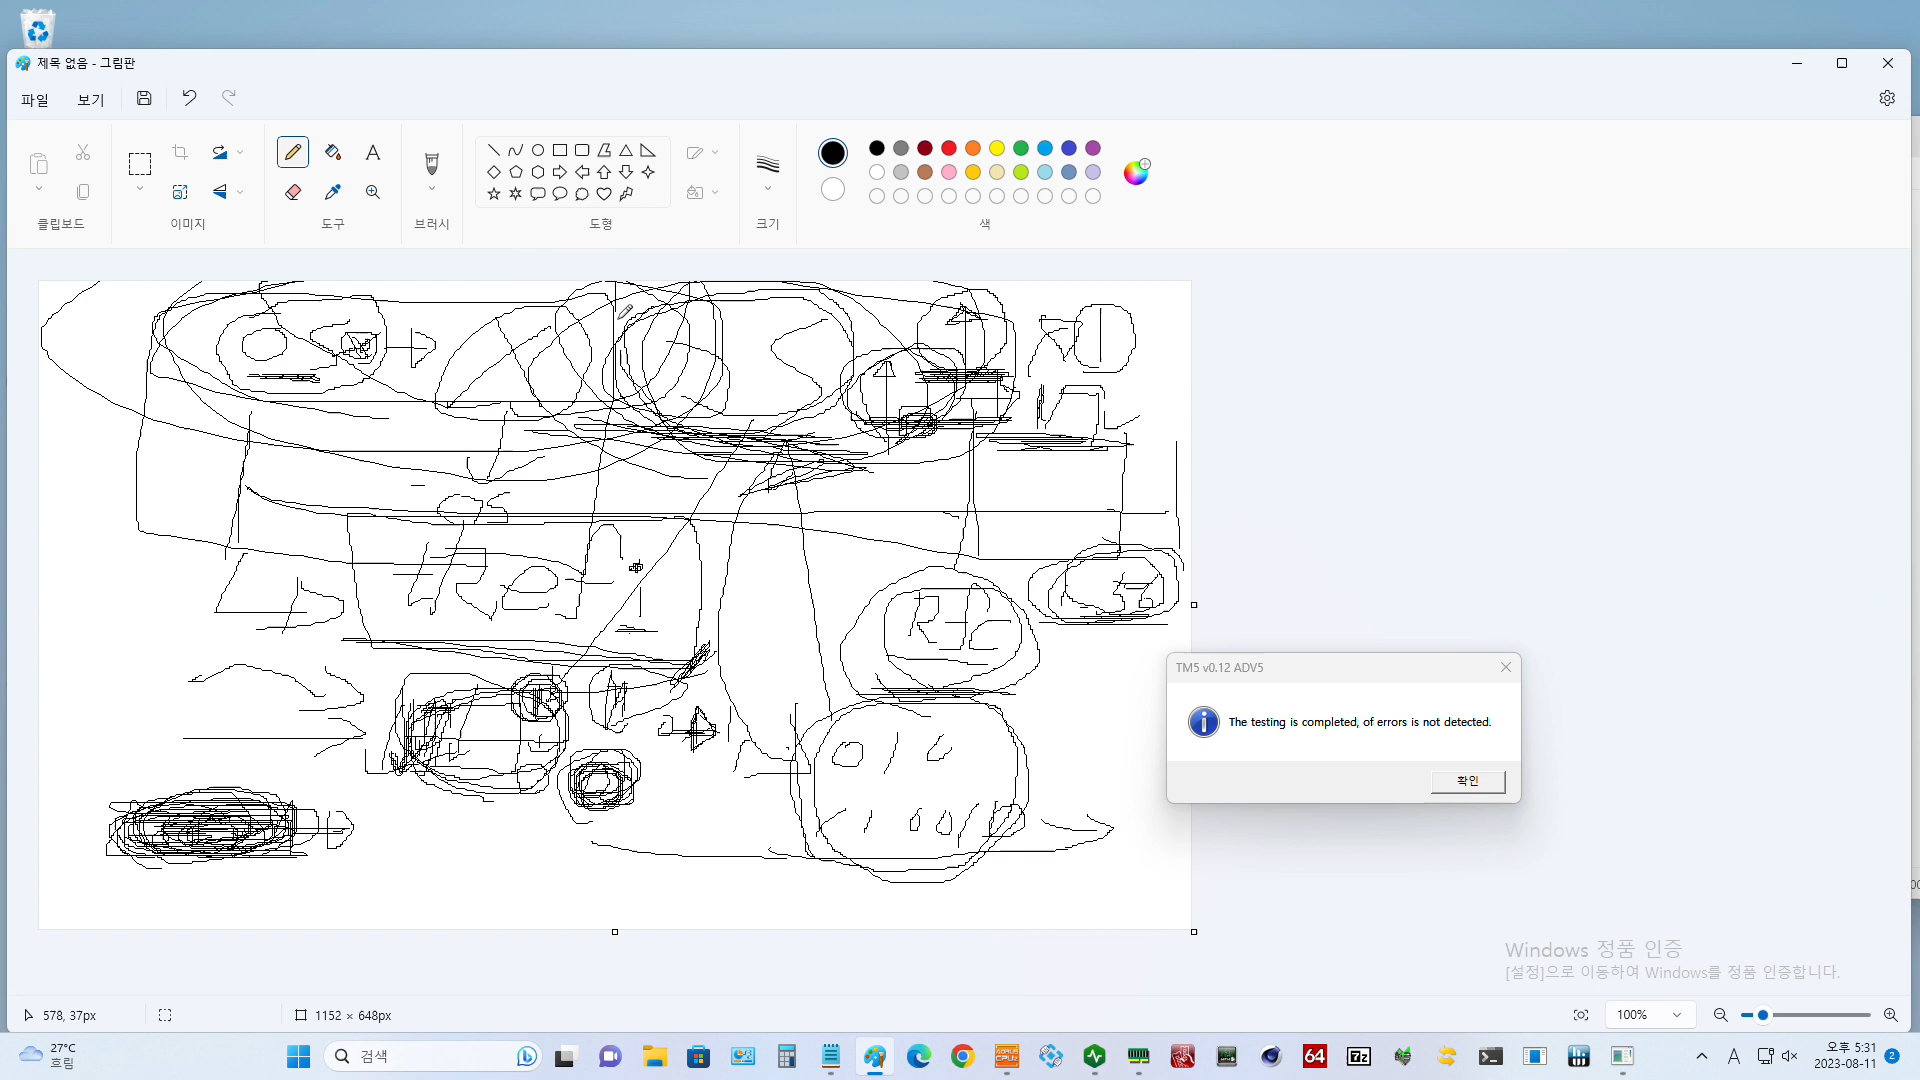 제목 없음 - 그림판
파일 보기
클립보드 이미지 도구 브러시 도형 크기 색
TM5 v0.12 ADV5
The testing is completed, of errors is not detected.
확인
Windows 정품 인증
[설정]으로 이동하여 Windows를 정품 인증합니다.
578, 37px
1152 × 648px
100%
27°C
흐림
검색
64
7z
A
오후 5:31
2023-08-11
2